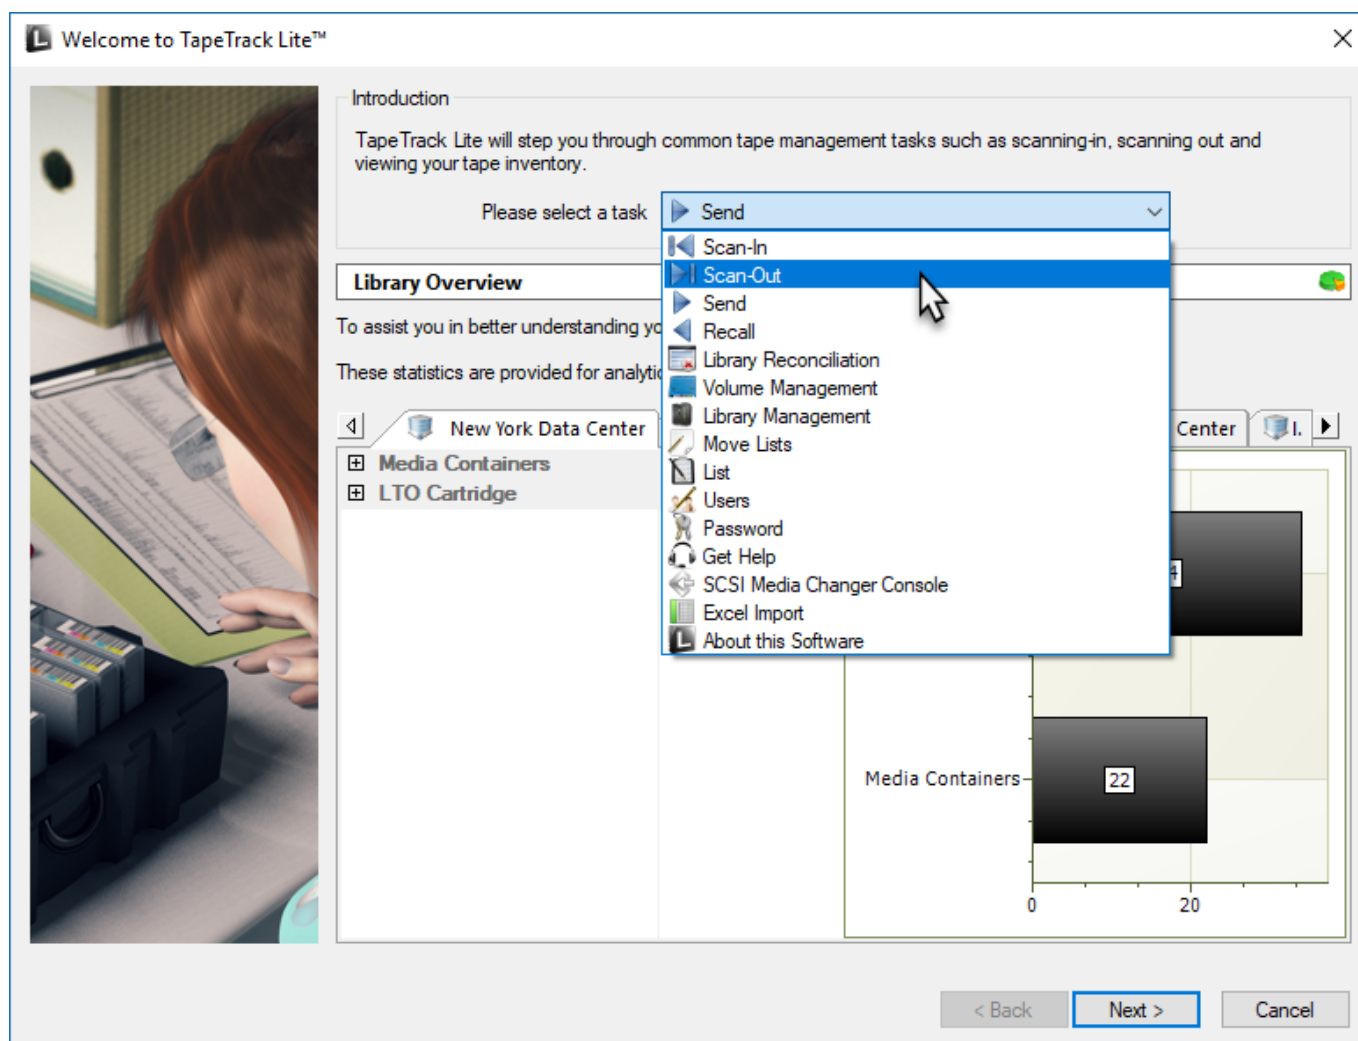 Welcome to TapeTrack Lite™
Introduction
TapeTrack Lite will step you through common tape management tasks such as scanning-in, scanning out and
viewing your tape inventory.
Please select a task
Send
Scan-In
Scan-Out
Send
Recall
Library Reconciliation
Volume Management
Library Management
Move Lists
List
Users
Password
Get Help
SCSI Media Changer Console
Excel Import
About this Software
Library Overview
To assist you in better understanding
These statistics are provided for
New York Data Center
Center
Media Containers
LTO Cartridge
Media Containers
22
0
20
< Back
Next >
Cancel